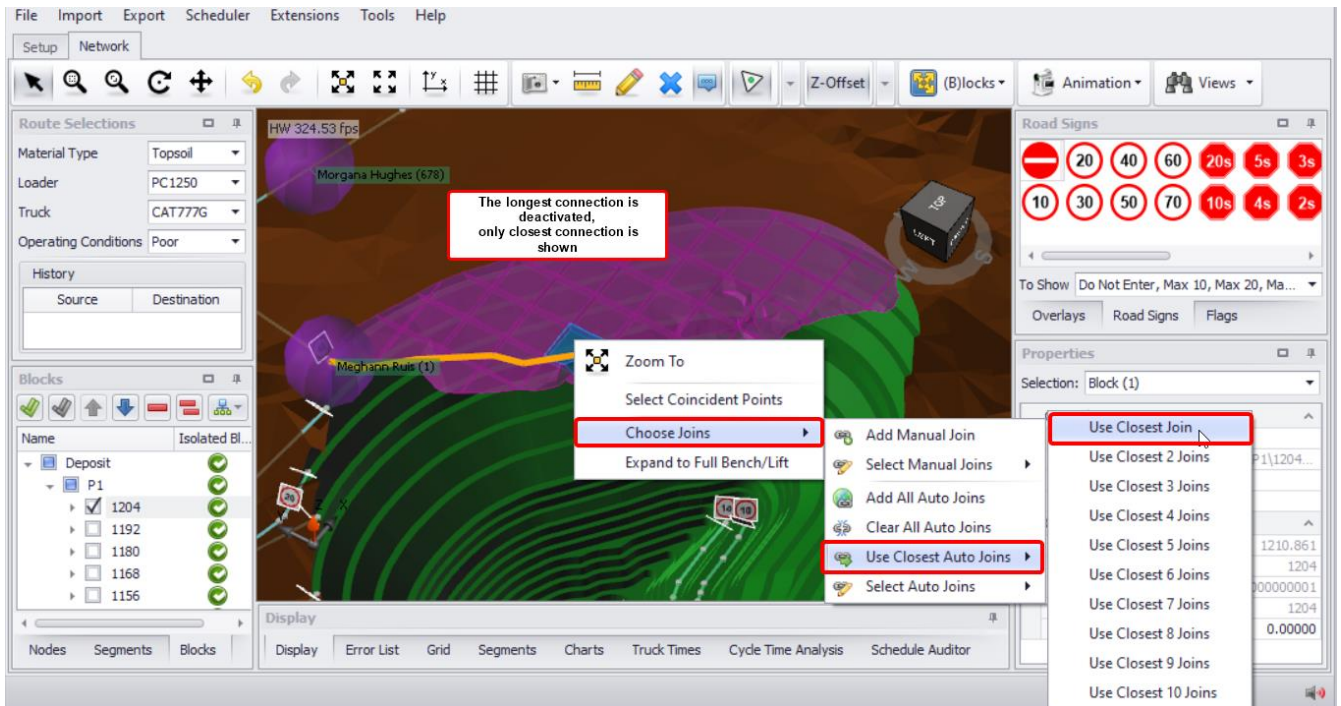 File Import Export Scheduler Extensions Tools Help
Setup Network
Z-Offset (B)locks Animation Views
Route Selections
Material Type Topsoil
Loader PC1250
Truck CAT777G
Operating Conditions Poor
History
Source Destination
Blocks
Name Isolated Bl...
Deposit
P1
1204
1192
1180
1168
1156
Nodes Segments Blocks
HW 324.53 fps
Morgana Hughes (678)
The longest connection is
deactivated,
only closest connection is
shown
TOP
LEFT
W
S
Meghann Ruis (1)
20
Z X
10 10
Zoom To
Select Coincident Points
Choose Joins
Expand to Full Bench/Lift
Add Manual Join
Select Manual Joins
Add All Auto Joins
Clear All Auto Joins
Use Closest Auto Joins
Select Auto Joins
Use Closest Join
Use Closest 2 Joins
Use Closest 3 Joins
Use Closest 4 Joins
Use Closest 5 Joins
Use Closest 6 Joins
Use Closest 7 Joins
Use Closest 8 Joins
Use Closest 9 Joins
Use Closest 10 Joins
Display
Display Error List Grid Segments Charts Truck Times Cycle Time Analysis Schedule Auditor
Road Signs
20 40 60 20s 5s 3s
10 30 50 70 10s 4s 2s
To Show Do Not Enter, Max 10, Max 20, Ma...
Overlays Road Signs Flags
Properties
Selection: Block (1)
P1\1204...
1210.861
1204
000000001
1204
0.00000